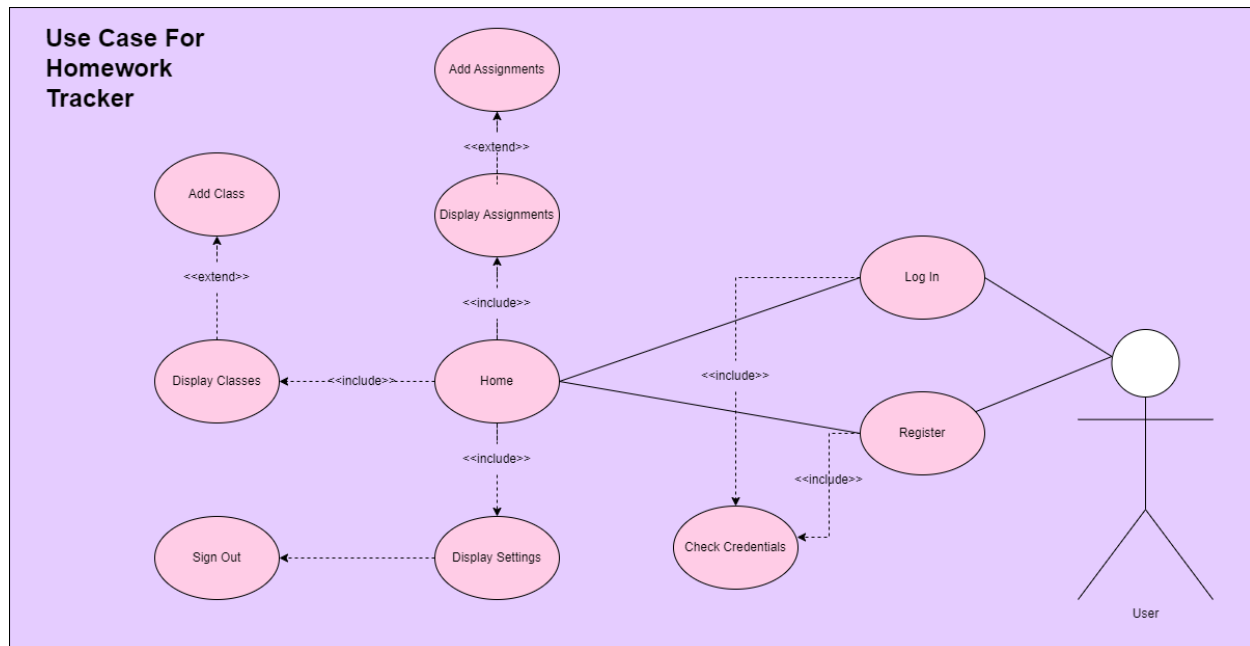 Use Case For
Homework
Tracker
Add Assignments
<<extend>>
Add Class
Display Assignments
<<extend>>
Log In
<<include>>
<<include>>
Display Classes
<<include>>
Home
Register
<<include>>
<<include>>
Sign Out
Display Settings
Check Credentials
User